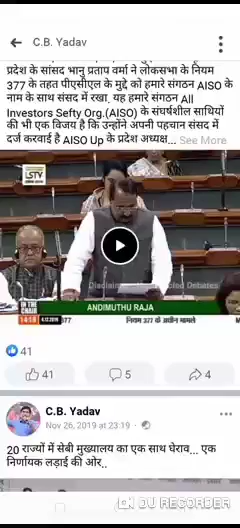 C.B. Yadav
प्रदेश के सांसद भानु प्रताप वर्मा ने लोकसभा के नियम
377 के तहत पीएसीएल के मुद्दे को हमारे संगठन AISO के
नाम के साथ संसद में रखा. यह हमारे संगठन All
Investors Sefty Org.(AISO) के संघर्षशील साथियों
की भी एक विजय है कि उन्होंने अपनी पहचान संसद में
दर्ज करवाई है AISO Up के प्रदेश अध्यक्ष... See More
LSTV
Debates
IN THE CHAIR
ANDIMUTHU RAJA
377
नियम 377 के अधीन मामले
41
41
5
4
C.B. Yadav
Nov 26, 2019 at 23:19
20 राज्यों में सेबी मुख्यालय का एक साथ घेराव... एक
निर्णायक लड़ाई की ओर..
DU RECORDER